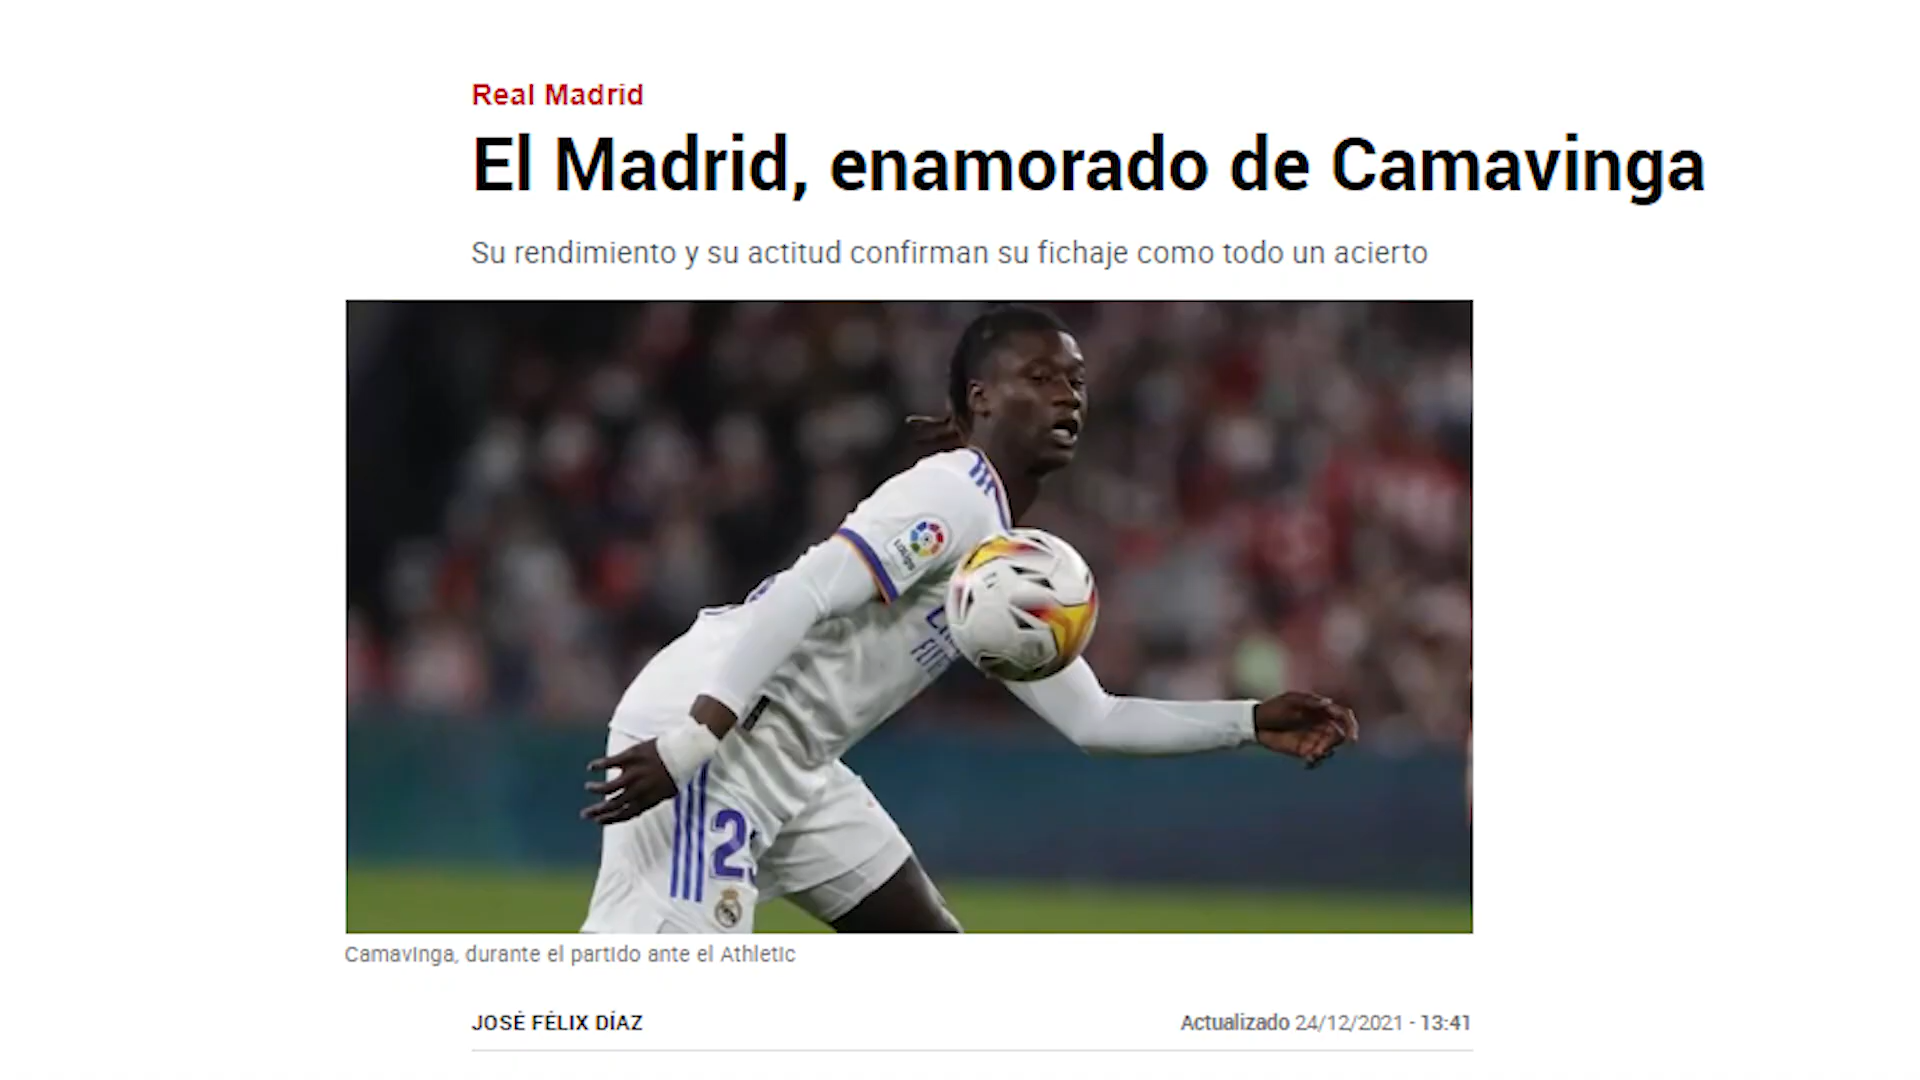 Real Madrid
El Madrid, enamorado de Camavinga
Su rendimiento y su actitud confirman su fichaje como todo un acierto
LaLiga
Camavinga, durante el partido ante el Athletic
JOSÉ FÉLIX DÍAZ
Actualizado 24/12/2021 - 13:41